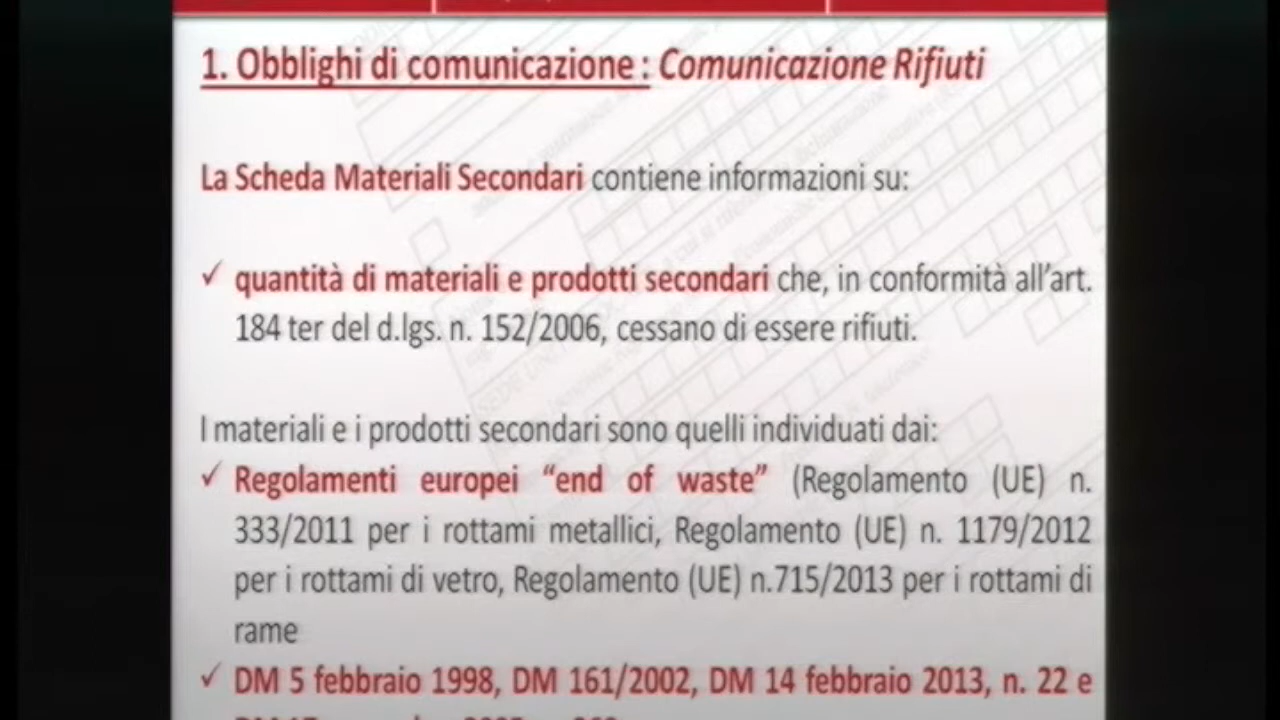 1. Obblighi di comunicazione : Comunicazione Rifiuti
La Scheda Materiali Secondari contiene informazioni su:
✓ quantità di materiali e prodotti secondari che, in conformità all’art.
184 ter del d.lgs. n. 152/2006, cessano di essere rifiuti.
I materiali e i prodotti secondari sono quelli individuati dai:
✓ Regolamenti europei “end of waste” (Regolamento (UE) n.
333/2011 per i rottami metallici, Regolamento (UE) n. 1179/2012
per i rottami di vetro, Regolamento (UE) n.715/2013 per i rottami di
rame
✓ DM 5 febbraio 1998, DM 161/2002, DM 14 febbraio 2013, n. 22 e